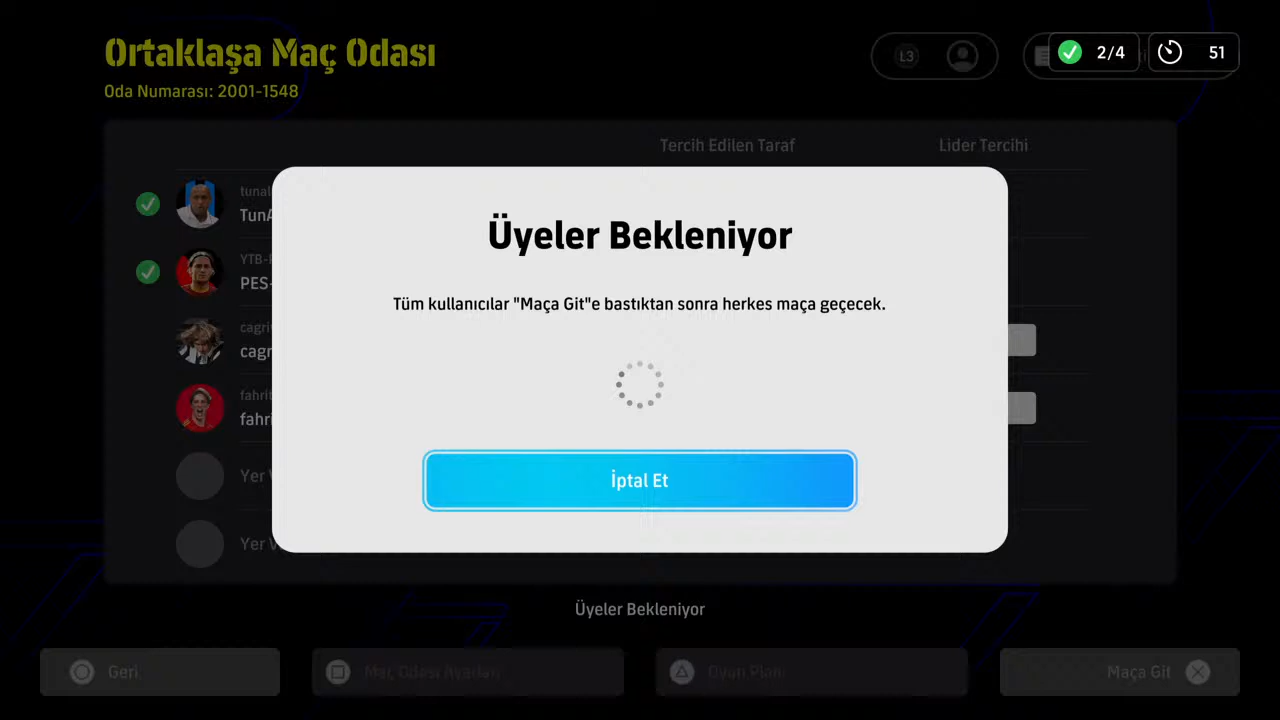 Ortaklaşa Maç Odası
Oda Numarası: 2001-1548
L3
2/4
51
Tercih Edilen Taraf
Lider Tercihi
Üyeler Bekleniyor
Tüm kullanıcılar "Maça Git"e bastıktan sonra herkes maça geçecek.
İptal Et
Yer
Yer
Üyeler Bekleniyor
Geri
Maç Odası Ayarları
Oyun Planı
Maça Git